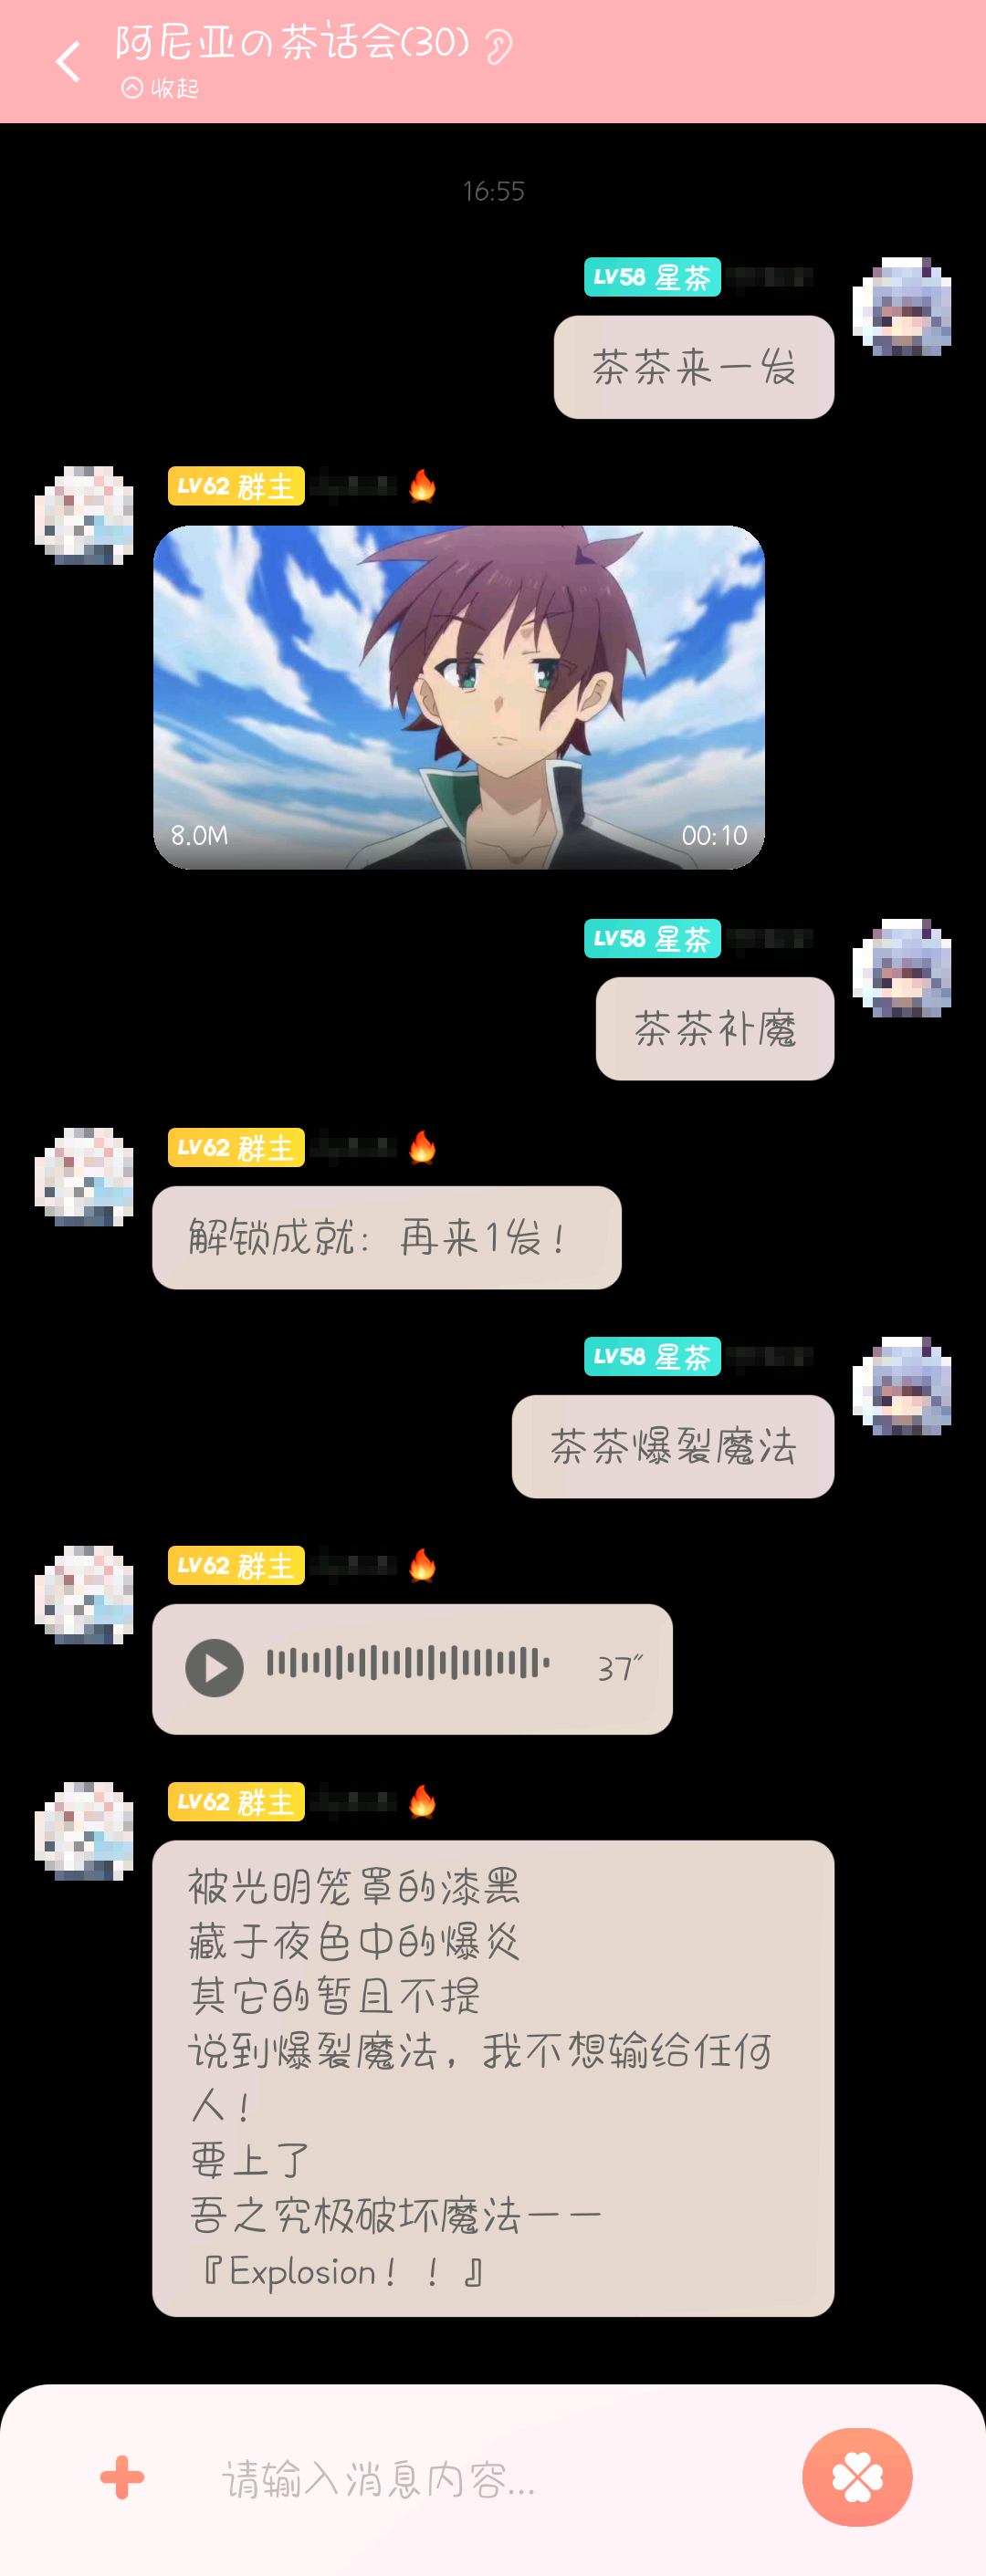 阿尼亚の茶话会(30)
收起
16:55
LV58 星茶
茶茶来一发
LV62 群主
8.0M
00:10
LV58 星茶
茶茶补魔
LV62 群主
解锁成就：再来1发！
LV58 星茶
茶茶爆裂魔法
LV62 群主
37"
LV62 群主
被光明笼罩的漆黑
藏于夜色中的爆炎
其它的暂且不提
说到爆裂魔法，我不想输给任何
人！
要上了
吾之究极破坏魔法——
『Explosion！！』
请输入消息内容...